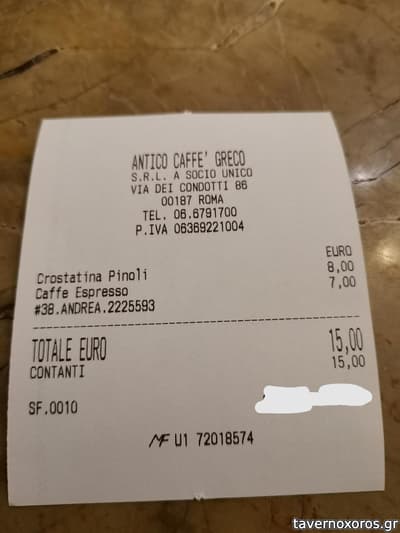 ANTICO CAFFE' GRECO
S.R.L. A SOCIO UNICO
VIA DEI CONDOTTI 86
00187 ROMA
TEL. 06.6791700
P.IVA 06369221004
EURO
Crostatina Pinoli 8,00
Caffe Espresso 7,00
#38.ANDREA.2225593
TOTALE EURO 15,00
CONTANTI 15,00
SF.0010
MF U1 72018574
tavernoxoros.gr